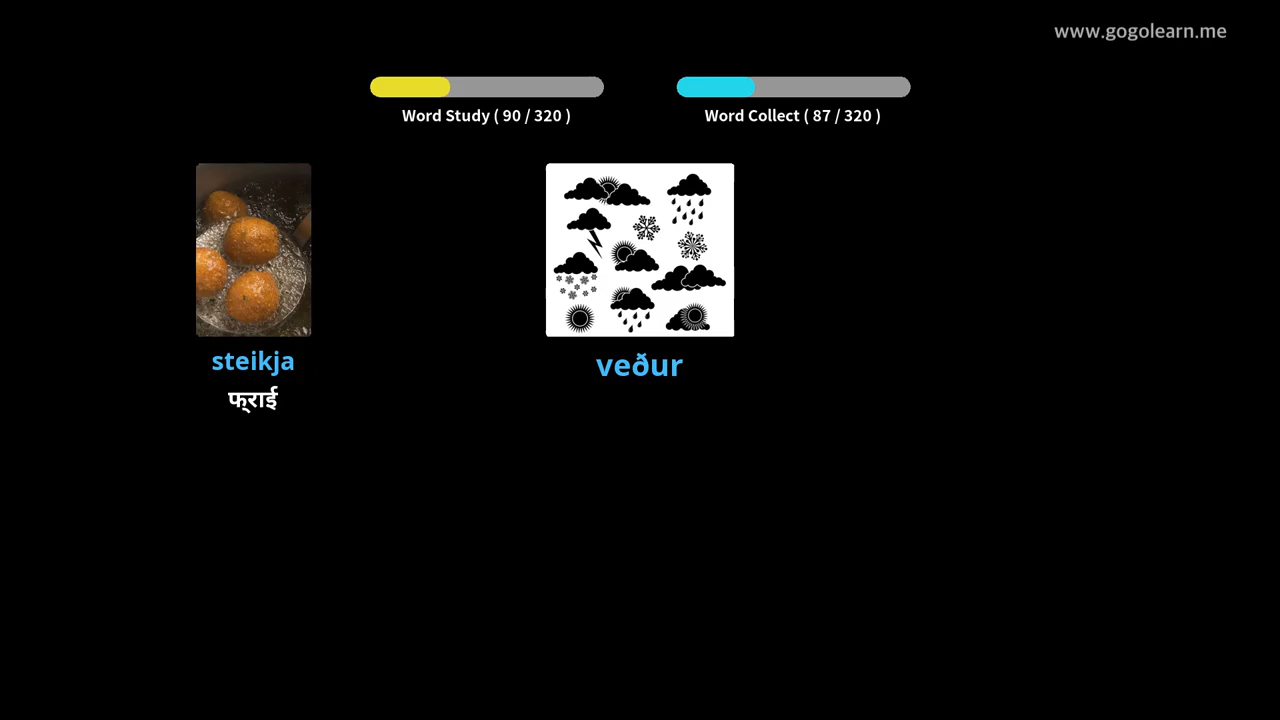 www.gogolearn.me
Word Study ( 90 / 320 )
Word Collect ( 87 / 320 )
steikja
फ्राई
veður